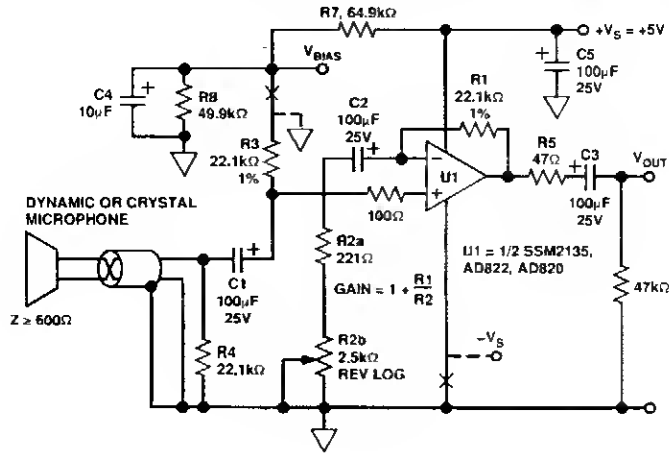 R7, 64.9kΩ
+VS = +5V
VBIAS
C4
10µF
R8
49.9kΩ
C5
100µF
25V
C2
100µF
25V
R1
22.1kΩ
1%
R3
22.1kΩ
1%
−
+
U1
R5
47Ω
C3
100µF
25V
VOUT
100Ω
DYNAMIC OR CRYSTAL
MICROPHONE
Z ≥ 600Ω
C1
100µF
25V
R2a
221Ω
GAIN = 1 + R1/R2
U1 = 1/2 SSM2135,
AD822, AD820
47kΩ
R4
22.1kΩ
R2b
2.5kΩ
REV LOG
−VS